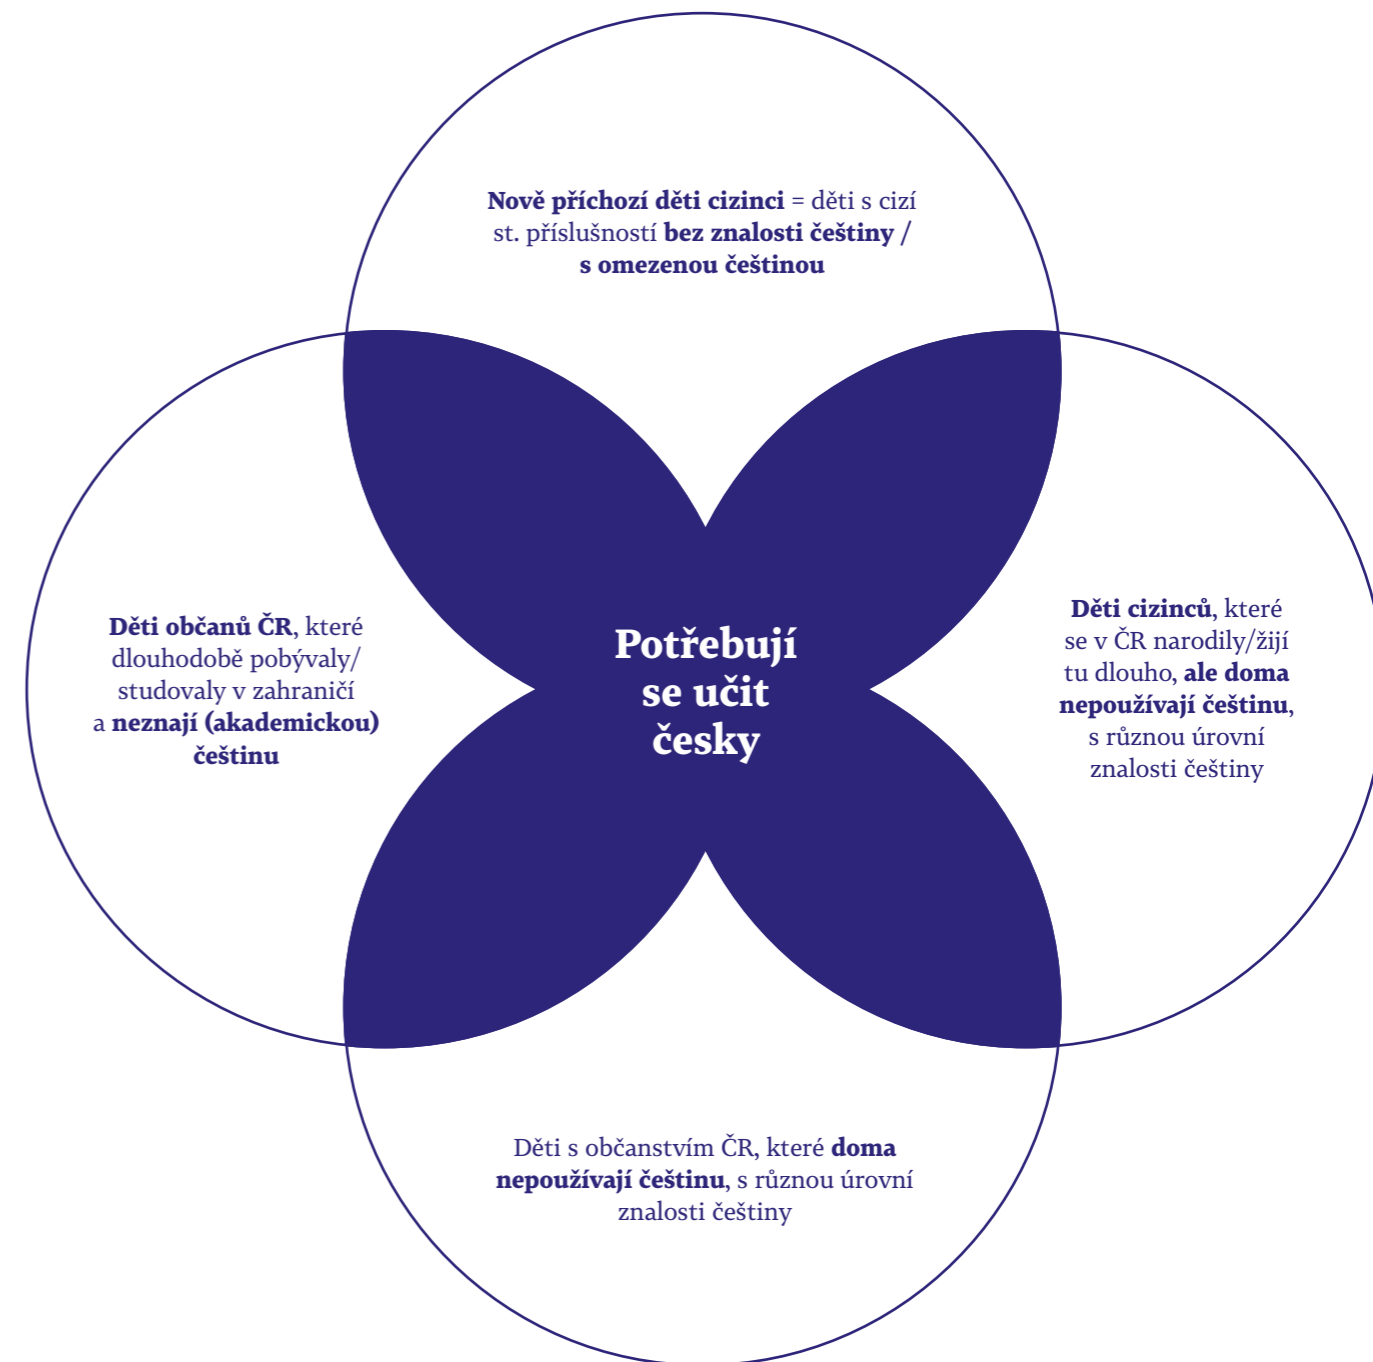 Nově příchozí děti cizinci = děti s cizí
st. příslušností bez znalosti češtiny /
s omezenou češtinou
Děti občanů ČR, které
dlouhodobě pobývaly/
studovaly v zahraničí
a neznají (akademickou)
češtinu
Potřebují
se učit
česky
Děti cizinců, které
se v ČR narodily/žijí
tu dlouho, ale doma
nepoužívají češtinu,
s různou úrovní
znalosti češtiny
Děti s občanstvím ČR, které doma
nepoužívají češtinu, s různou úrovní
znalosti češtiny